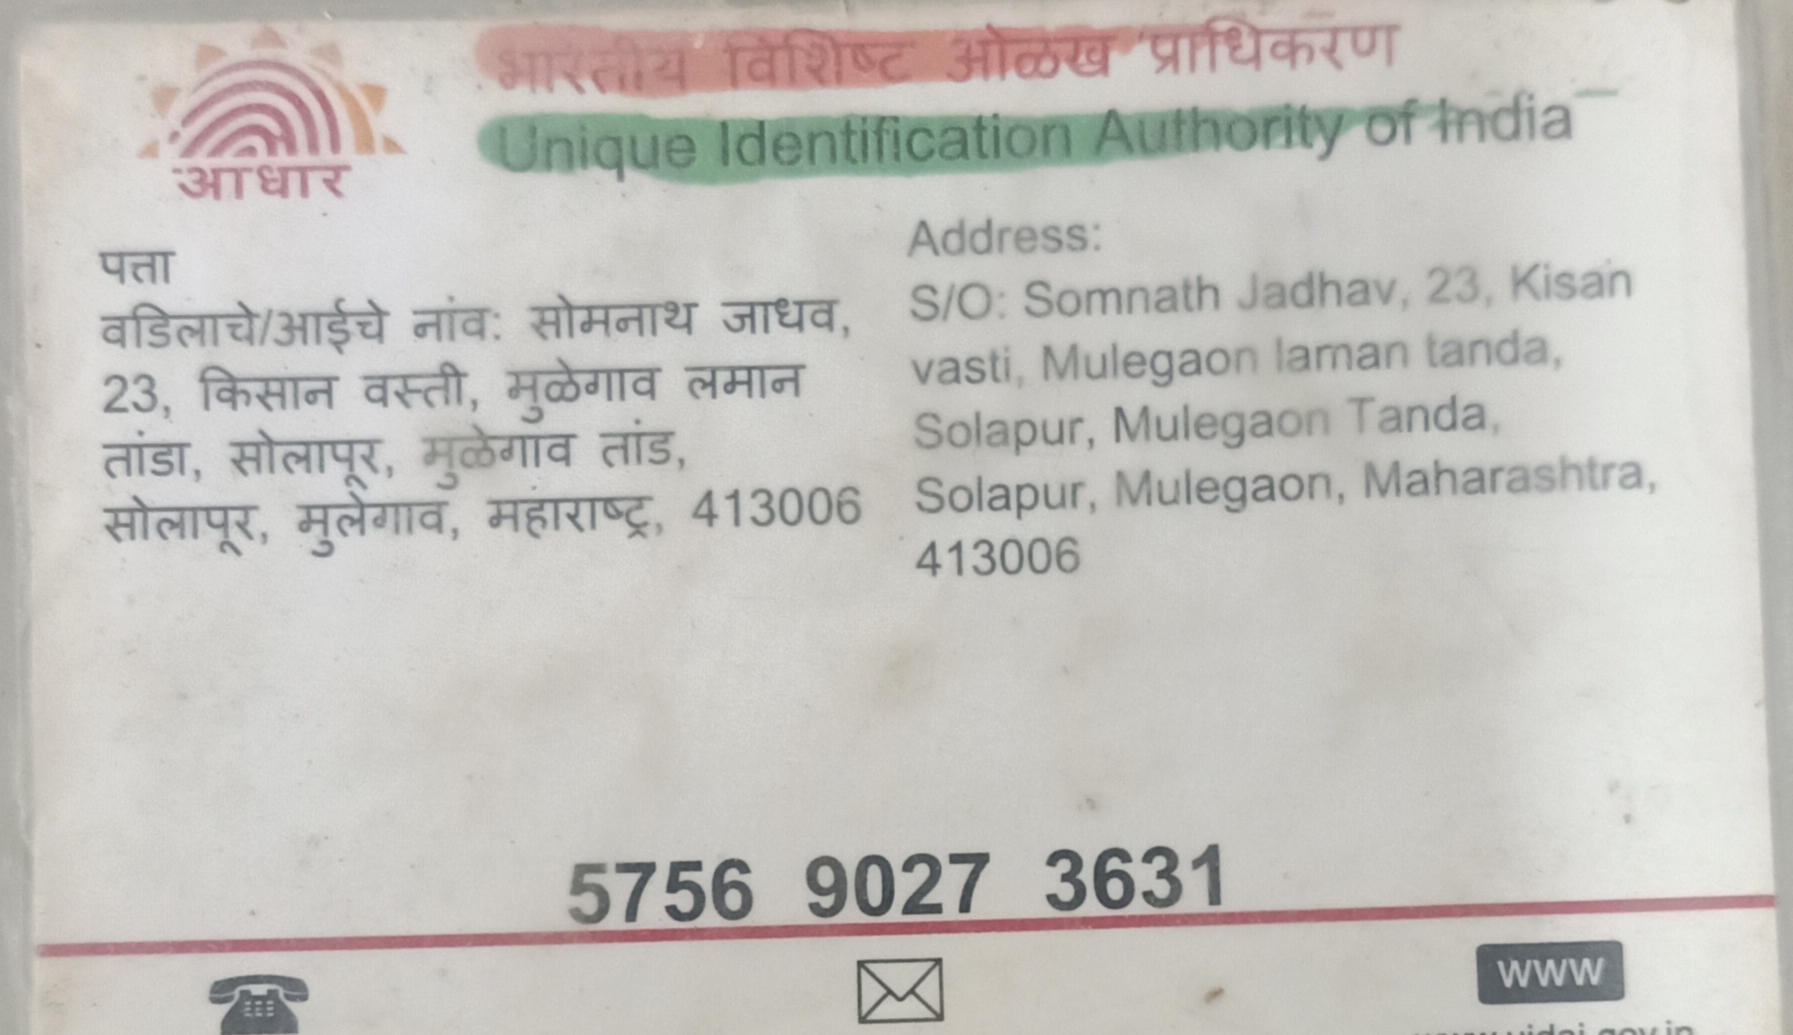 भारतीय विशिष्ट ओळख प्राधिकरण
Unique Identification Authority of India
आधार
पत्ता
वडिलाचे/आईचे नांव: सोमनाथ जाधव,
23, किसान वस्ती, मुळेगाव लमान
तांडा, सोलापूर, मुळेगाव तांड,
सोलापूर, मुलेगाव, महाराष्ट्र, 413006
Address:
S/O: Somnath Jadhav, 23, Kisan
vasti, Mulegaon laman tanda,
Solapur, Mulegaon Tanda,
Solapur, Mulegaon, Maharashtra,
413006
5756 9027 3631
www